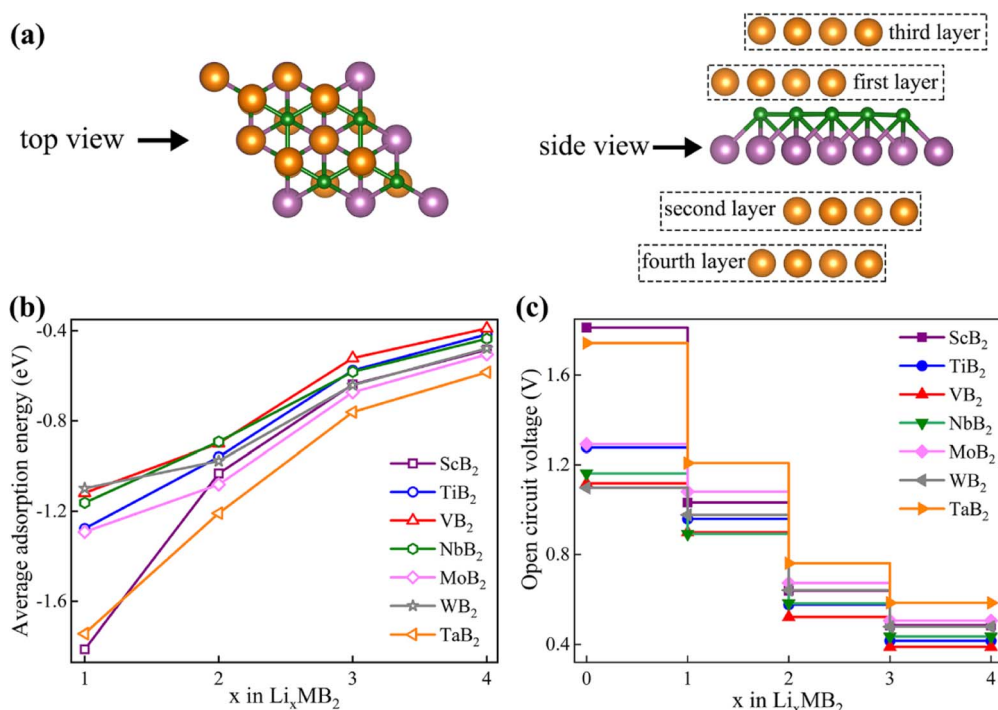 (a)
top view
side view
third layer
first layer
second layer
fourth layer
(b)
Average adsorption energy (eV)
-0.4
-0.8
-1.2
-1.6
1 2 3 4
x in LiₓMB₂
ScB₂
TiB₂
VB₂
NbB₂
MoB₂
WB₂
TaB₂
(c)
Open circuit voltage (V)
1.6
1.2
0.8
0.4
0 1 2 3 4
x in LiₓMB₂
ScB₂
TiB₂
VB₂
NbB₂
MoB₂
WB₂
TaB₂